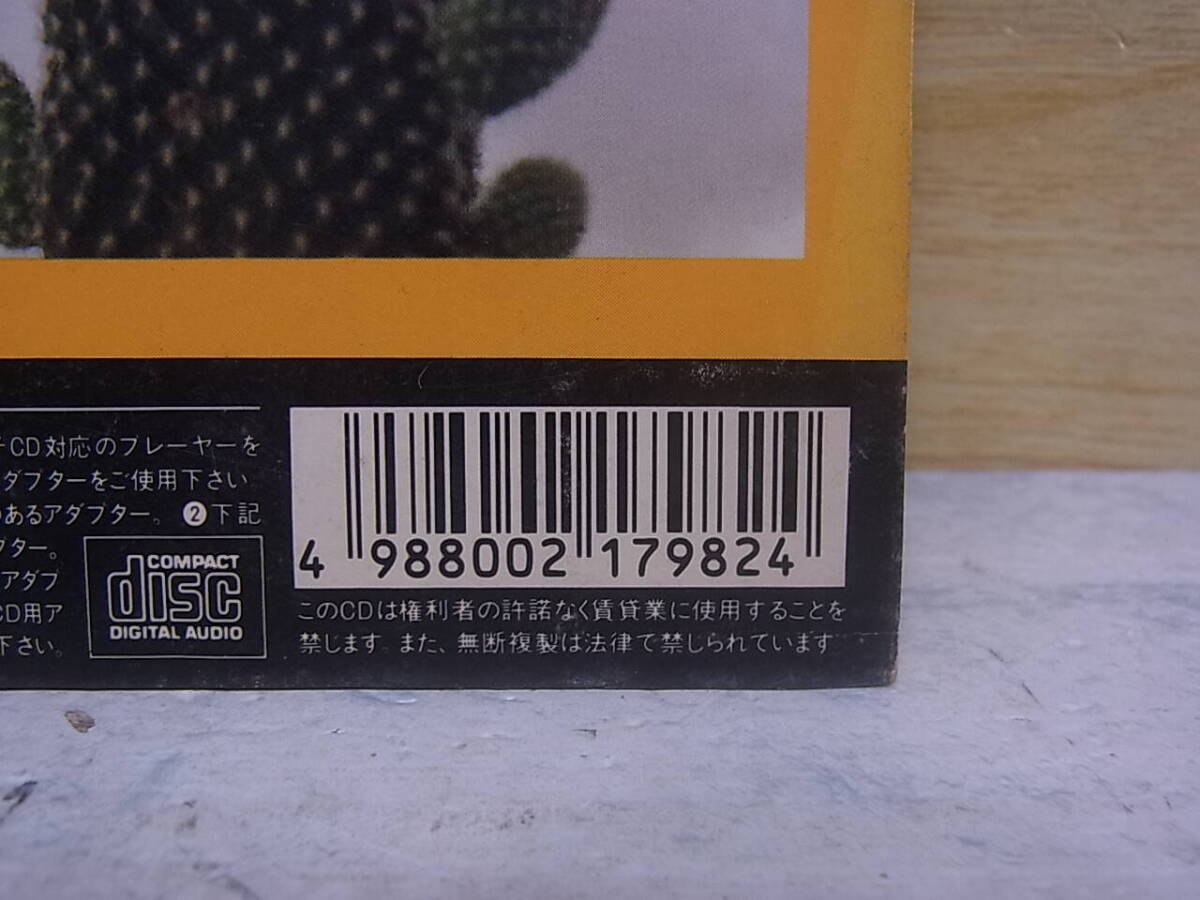 CD対応のプレーヤーを
ダプターをご使用下さい
あるアダプター。❷下記
プター。
アダプ
CD用ア
下さい。
COMPACT
disc
DIGITAL AUDIO
4 988002 179824
このCDは権利者の許諾なく賃貸業に使用することを
禁じます。また、無断複製は法律で禁じられています